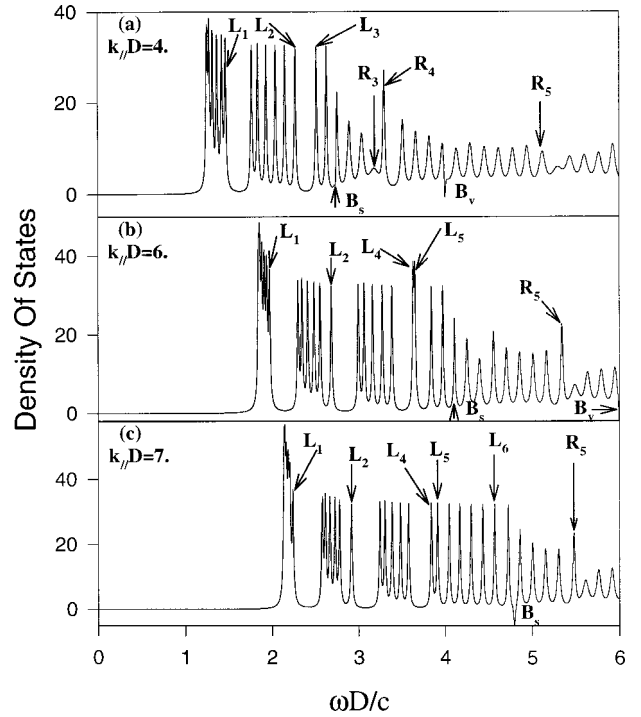 (a)
k//D=4.
L1
L2
L3
R3
R4
R5
Bs
Bv
40
20
0
(b)
k//D=6.
L1
L2
L4
L5
R5
Bs
Bv
40
20
0
(c)
k//D=7.
L1
L2
L4
L5
L6
R5
Bs
40
20
0
Density Of States
0 1 2 3 4 5 6
ωD/c